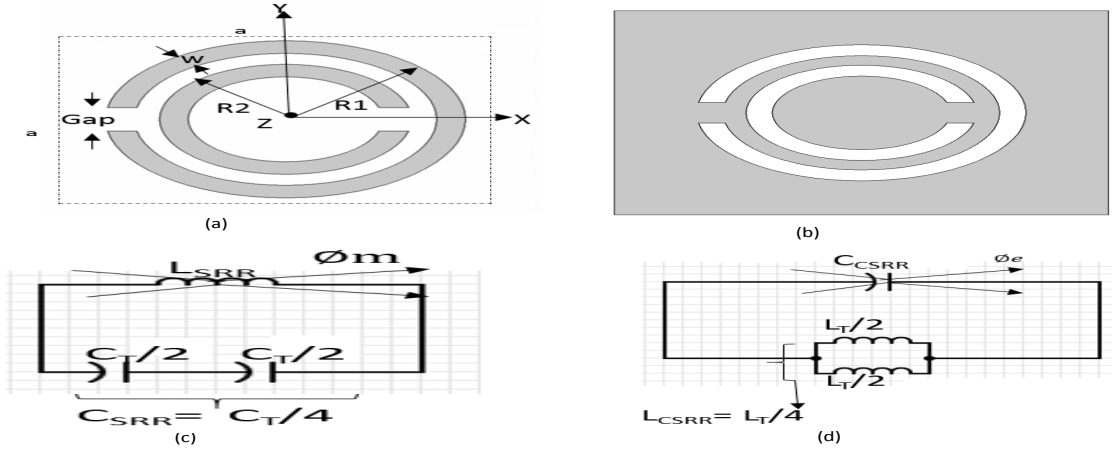 Y
a
w
R2
R1
Gap
Z
X
a
(a)
(b)
L_SRR
Øm
C_T/2 C_T/2
C_SRR= C_T/4
(c)
C_CSRR
Øe
L_T/2
L_T/2
L_CSRR= L_T/4
(d)